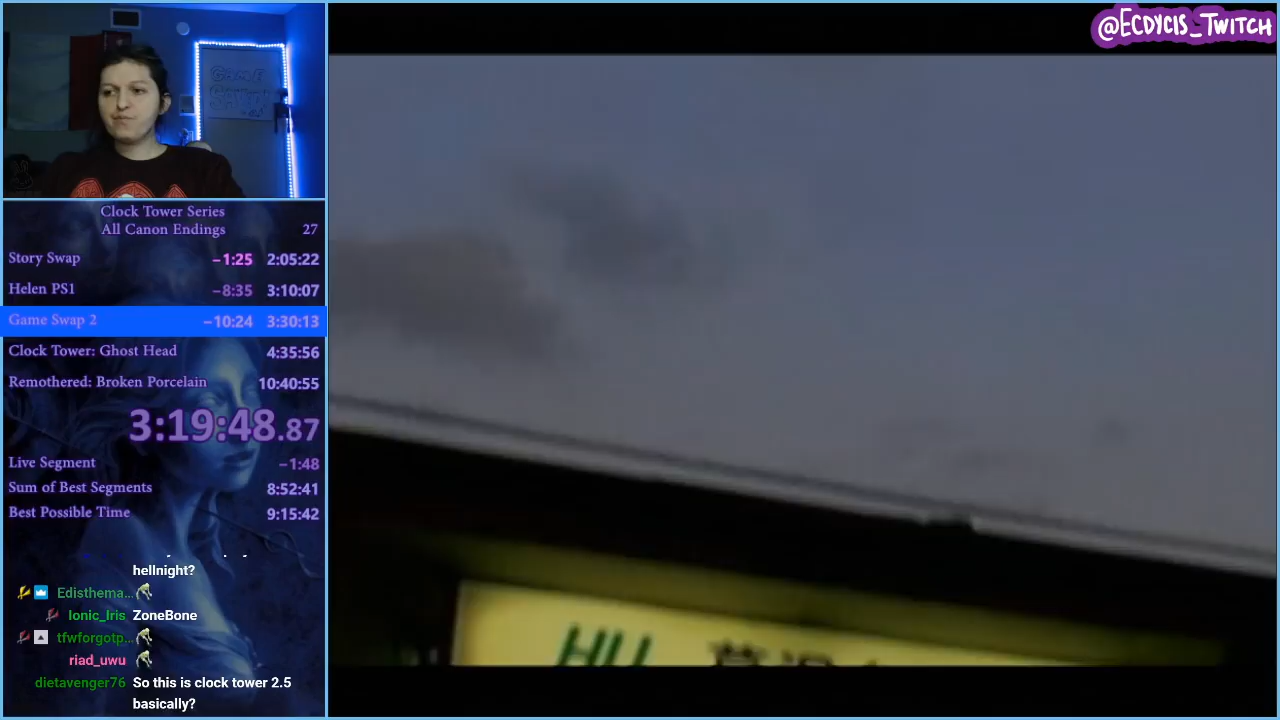 @ECDYCIS_TWITCH
GAME
Clock Tower Series
All Canon Endings 27
Story Swap −1:25 2:05:22
Helen PS1 −8:35 3:10:07
Game Swap 2 −10:24 3:30:13
Clock Tower: Ghost Head 4:35:56
Remothered: Broken Porcelain 10:40:55
3:19:48.87
Live Segment −1:48
Sum of Best Segments 8:52:41
Best Possible Time 9:15:42
hellnight?
Edisthema...
Ionic_Iris ZoneBone
tfwforgotp...
riad_uwu
dietavenger76 So this is clock tower 2.5
basically?